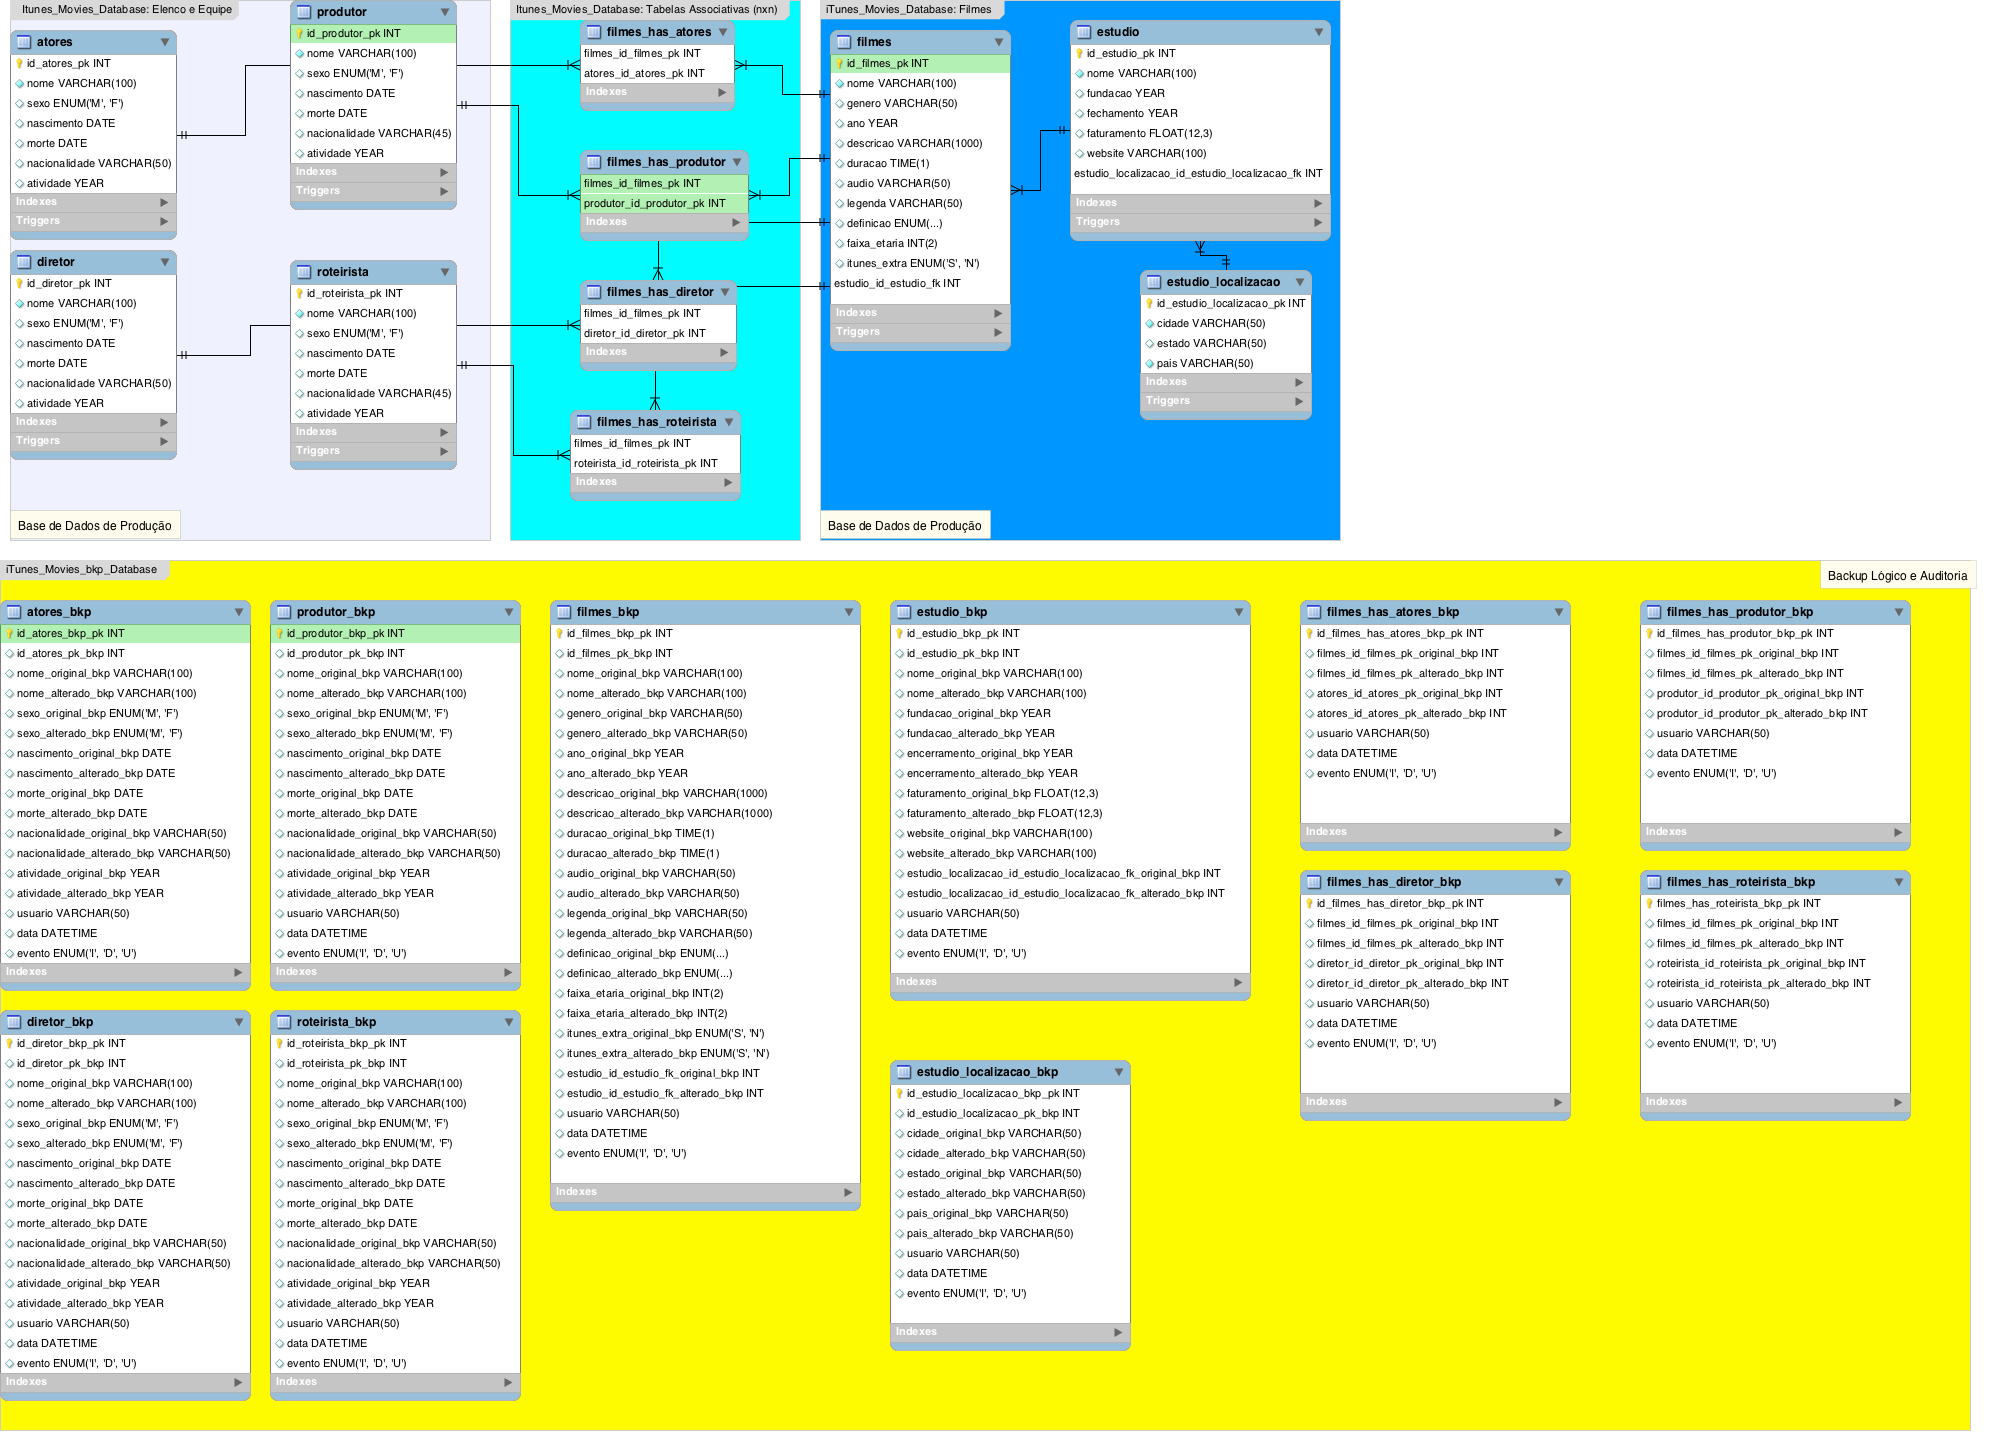 Itunes_Movies_Database: Elenco e Equipe
atores
id_atores_pk INT
nome VARCHAR(100)
sexo ENUM('M', 'F')
nascimento DATE
morte DATE
nacionalidade VARCHAR(50)
atividade YEAR
Indexes
Triggers
produtor
id_produtor_pk INT
nome VARCHAR(100)
sexo ENUM('M', 'F')
nascimento DATE
morte DATE
nacionalidade VARCHAR(45)
atividade YEAR
Indexes
Triggers
diretor
id_diretor_pk INT
nome VARCHAR(100)
sexo ENUM('M', 'F')
nascimento DATE
morte DATE
nacionalidade VARCHAR(50)
atividade YEAR
Indexes
Triggers
roteirista
id_roteirista_pk INT
nome VARCHAR(100)
sexo ENUM('M', 'F')
nascimento DATE
morte DATE
nacionalidade VARCHAR(45)
atividade YEAR
Indexes
Triggers
Base de Dados de Produção
Itunes_Movies_Database: Tabelas Associativas (nxn)
filmes_has_atores
filmes_id_filmes_pk INT
atores_id_atores_pk INT
Indexes
filmes_has_produtor
filmes_id_filmes_pk INT
produtor_id_produtor_pk INT
Indexes
filmes_has_diretor
filmes_id_filmes_pk INT
diretor_id_diretor_pk INT
Indexes
filmes_has_roteirista
filmes_id_filmes_pk INT
roteirista_id_roteirista_pk INT
Indexes
iTunes_Movies_Database: Filmes
filmes
id_filmes_pk INT
nome VARCHAR(100)
genero VARCHAR(50)
ano YEAR
descricao VARCHAR(1000)
duracao TIME(1)
audio VARCHAR(50)
legenda VARCHAR(50)
definicao ENUM(...)
faixa_etaria INT(2)
itunes_extra ENUM('S', 'N')
estudio_id_estudio_fk INT
Indexes
Triggers
estudio
id_estudio_pk INT
nome VARCHAR(100)
fundacao YEAR
fechamento YEAR
faturamento FLOAT(12,3)
website VARCHAR(100)
estudio_localizacao_id_estudio_localizacao_fk INT
Indexes
Triggers
estudio_localizacao
id_estudio_localizacao_pk INT
cidade VARCHAR(50)
estado VARCHAR(50)
pais VARCHAR(50)
Indexes
Triggers
Base de Dados de Produção
iTunes_Movies_bkp_Database
Backup Lógico e Auditoria
atores_bkp
id_atores_bkp_pk INT
id_atores_pk_bkp INT
nome_original_bkp VARCHAR(100)
nome_alterado_bkp VARCHAR(100)
sexo_original_bkp ENUM('M', 'F')
sexo_alterado_bkp ENUM('M', 'F')
nascimento_original_bkp DATE
nascimento_alterado_bkp DATE
morte_original_bkp DATE
morte_alterado_bkp DATE
nacionalidade_original_bkp VARCHAR(50)
nacionalidade_alterado_bkp VARCHAR(50)
atividade_original_bkp YEAR
atividade_alterado_bkp YEAR
usuario VARCHAR(50)
data DATETIME
evento ENUM('I', 'D', 'U')
Indexes
produtor_bkp
id_produtor_bkp_pk INT
id_produtor_pk_bkp INT
nome_original_bkp VARCHAR(100)
nome_alterado_bkp VARCHAR(100)
sexo_original_bkp ENUM('M', 'F')
sexo_alterado_bkp ENUM('M', 'F')
nascimento_original_bkp DATE
nascimento_alterado_bkp DATE
morte_original_bkp DATE
morte_alterado_bkp DATE
nacionalidade_original_bkp VARCHAR(50)
nacionalidade_alterado_bkp VARCHAR(50)
atividade_original_bkp YEAR
atividade_alterado_bkp YEAR
usuario VARCHAR(50)
data DATETIME
evento ENUM('I', 'D', 'U')
Indexes
filmes_bkp
id_filmes_bkp_pk INT
id_filmes_pk_bkp INT
nome_original_bkp VARCHAR(100)
nome_alterado_bkp VARCHAR(100)
genero_original_bkp VARCHAR(50)
genero_alterado_bkp VARCHAR(50)
ano_original_bkp YEAR
ano_alterado_bkp YEAR
descricao_original_bkp VARCHAR(1000)
descricao_alterado_bkp VARCHAR(1000)
duracao_original_bkp TIME(1)
duracao_alterado_bkp TIME(1)
audio_original_bkp VARCHAR(50)
audio_alterado_bkp VARCHAR(50)
legenda_original_bkp VARCHAR(50)
legenda_alterado_bkp VARCHAR(50)
definicao_original_bkp ENUM(...)
definicao_alterado_bkp ENUM(...)
faixa_etaria_original_bkp INT(2)
faixa_etaria_alterado_bkp INT(2)
itunes_extra_original_bkp ENUM('S', 'N')
itunes_extra_alterado_bkp ENUM('S', 'N')
estudio_id_estudio_fk_original_bkp INT
estudio_id_estudio_fk_alterado_bkp INT
usuario VARCHAR(50)
data DATETIME
evento ENUM('I', 'D', 'U')
Indexes
estudio_bkp
id_estudio_bkp_pk INT
id_estudio_pk_bkp INT
nome_original_bkp VARCHAR(100)
nome_alterado_bkp VARCHAR(100)
fundacao_original_bkp YEAR
fundacao_alterado_bkp YEAR
encerramento_original_bkp YEAR
encerramento_alterado_bkp YEAR
faturamento_original_bkp FLOAT(12,3)
faturamento_alterado_bkp FLOAT(12,3)
website_original_bkp VARCHAR(100)
website_alterado_bkp VARCHAR(100)
estudio_localizacao_id_estudio_localizacao_fk_original_bkp INT
estudio_localizacao_id_estudio_localizacao_fk_alterado_bkp INT
usuario VARCHAR(50)
data DATETIME
evento ENUM('I', 'D', 'U')
Indexes
filmes_has_atores_bkp
id_filmes_has_atores_bkp_pk INT
filmes_id_filmes_pk_original_bkp INT
filmes_id_filmes_pk_alterado_bkp INT
atores_id_atores_pk_original_bkp INT
atores_id_atores_pk_alterado_bkp INT
usuario VARCHAR(50)
data DATETIME
evento ENUM('I', 'D', 'U')
Indexes
filmes_has_produtor_bkp
id_filmes_has_produtor_bkp_pk INT
filmes_id_filmes_pk_original_bkp INT
filmes_id_filmes_pk_alterado_bkp INT
produtor_id_produtor_pk_original_bkp INT
produtor_id_produtor_pk_alterado_bkp INT
usuario VARCHAR(50)
data DATETIME
evento ENUM('I', 'D', 'U')
Indexes
filmes_has_diretor_bkp
id_filmes_has_diretor_bkp_pk INT
filmes_id_filmes_pk_original_bkp INT
filmes_id_filmes_pk_alterado_bkp INT
diretor_id_diretor_pk_original_bkp INT
diretor_id_diretor_pk_alterado_bkp INT
usuario VARCHAR(50)
data DATETIME
evento ENUM('I', 'D', 'U')
Indexes
filmes_has_roteirista_bkp
filmes_has_roteirista_bkp_pk INT
filmes_id_filmes_pk_original_bkp INT
filmes_id_filmes_pk_alterado_bkp INT
roteirista_id_roteirista_pk_original_bkp INT
roteirista_id_roteirista_pk_alterado_bkp INT
usuario VARCHAR(50)
data DATETIME
evento ENUM('I', 'D', 'U')
Indexes
diretor_bkp
id_diretor_bkp_pk INT
id_diretor_pk_bkp INT
nome_original_bkp VARCHAR(100)
nome_alterado_bkp VARCHAR(100)
sexo_original_bkp ENUM('M', 'F')
sexo_alterado_bkp ENUM('M', 'F')
nascimento_original_bkp DATE
nascimento_alterado_bkp DATE
morte_original_bkp DATE
morte_alterado_bkp DATE
nacionalidade_original_bkp VARCHAR(50)
nacionalidade_alterado_bkp VARCHAR(50)
atividade_original_bkp YEAR
atividade_alterado_bkp YEAR
usuario VARCHAR(50)
data DATETIME
evento ENUM('I', 'D', 'U')
Indexes
roteirista_bkp
id_roteirista_bkp_pk INT
id_roteirista_pk_bkp INT
nome_original_bkp VARCHAR(100)
nome_alterado_bkp VARCHAR(100)
sexo_original_bkp ENUM('M', 'F')
sexo_alterado_bkp ENUM('M', 'F')
nascimento_original_bkp DATE
nascimento_alterado_bkp DATE
morte_original_bkp DATE
morte_alterado_bkp DATE
nacionalidade_original_bkp VARCHAR(50)
nacionalidade_alterado_bkp VARCHAR(50)
atividade_original_bkp YEAR
atividade_alterado_bkp YEAR
usuario VARCHAR(50)
data DATETIME
evento ENUM('I', 'D', 'U')
Indexes
estudio_localizacao_bkp
id_estudio_localizacao_bkp_pk INT
id_estudio_localizacao_pk_bkp INT
cidade_original_bkp VARCHAR(50)
cidade_alterado_bkp VARCHAR(50)
estado_original_bkp VARCHAR(50)
estado_alterado_bkp VARCHAR(50)
pais_original_bkp VARCHAR(50)
pais_alterado_bkp VARCHAR(50)
usuario VARCHAR(50)
data DATETIME
evento ENUM('I', 'D', 'U')
Indexes